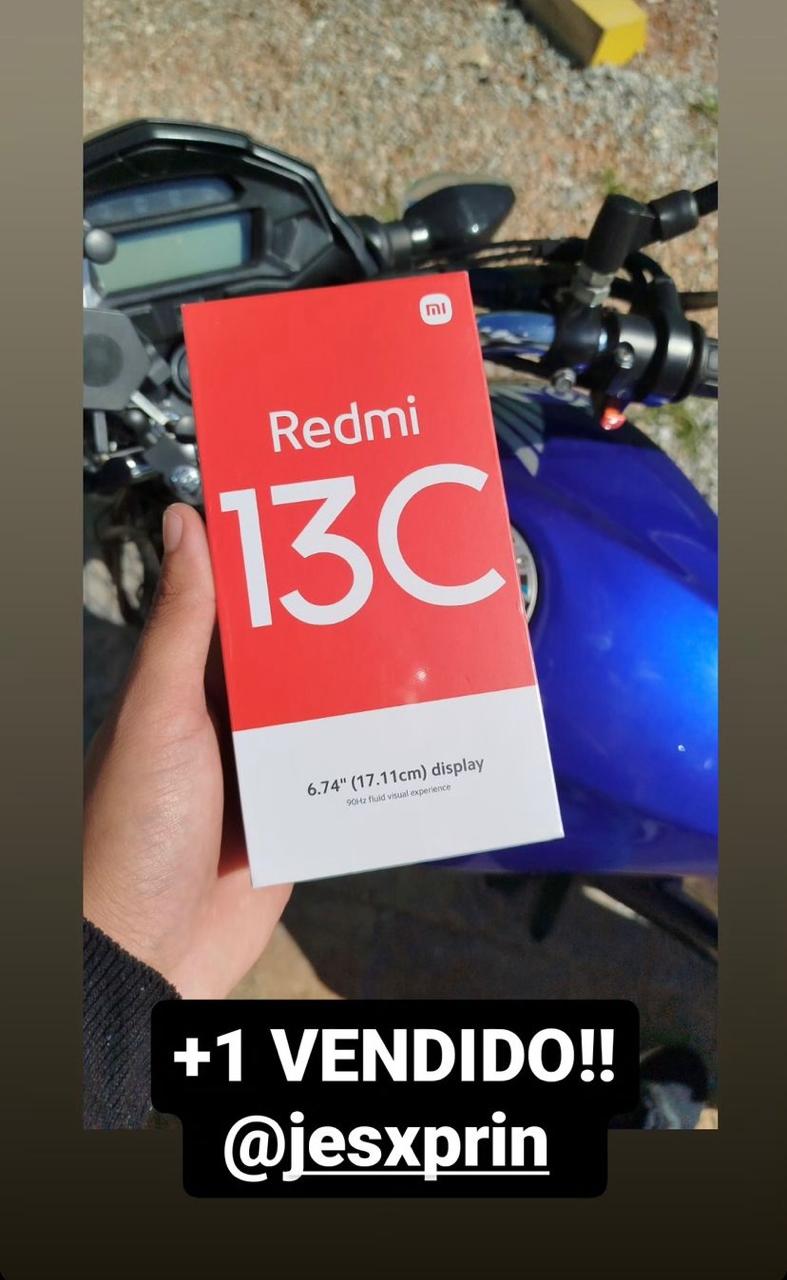 mi
Redmi
13C
6.74" (17.11cm) display
90Hz fluid visual experience
+1 VENDIDO!!
@jesxprin